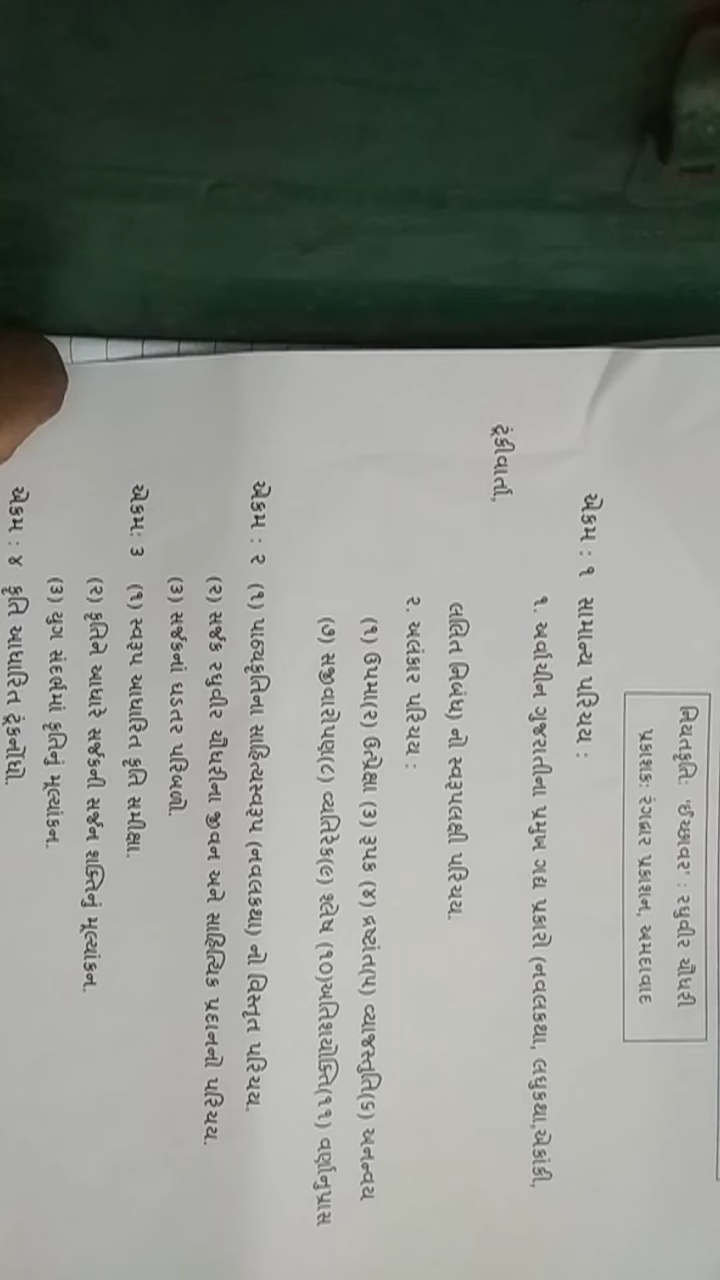 નિયતકૃતિ: 'ઈચ્છાવર' : રઘુવીર ચૌધરી
પ્રકાશક: રંગદ્વાર પ્રકાશન, અમદાવાદ
એકમ : ૧ સામાન્ય પરિચય :
૧. અર્વાચીન ગુજરાતીના પ્રમુખ ગદ્ય પ્રકારો (નવલકથા, લઘુકથા,એકાંકી,
ટૂંકીવાર્તા,
લલિત નિબંધ) નો સ્વરૂપલક્ષી પરિચય.
૨. અલંકાર પરિચય :
(૧) ઉપમા(૨) ઉત્પ્રેક્ષા (૩) રૂપક (૪) દ્રષ્ટાંત(૫) વ્યાજસ્તુતિ(૬) અનન્વય
(૭) સજીવારોપણ(૮) વ્યતિરેક(૯) શ્લેષ (૧૦)અતિશયોક્તિ(૧૧) વર્ણાનુપ્રાસ
એકમ : ૨ (૧) પાઠ્યકૃતિના સાહિત્યસ્વરૂપ (નવલકથા) નો વિસ્તૃત પરિચય.
(૨) સર્જક રઘુવીર ચૌધરીના જીવન અને સાહિત્યિક પ્રદાનનો પરિચય.
(૩) સર્જકનાં ઘડતર પરિબળો.
એકમ: ૩ (૧) સ્વરૂપ આધારિત કૃતિ સમીક્ષા.
(૨) કૃતિને આધારે સર્જકની સર્જન શક્તિનું મૂલ્યાંકન.
(૩) યુગ સંદર્ભમાં કૃતિનું મૂલ્યાંકન.
એકમ : ૪ કૃતિ આધારિત ટૂંકનોંધો.